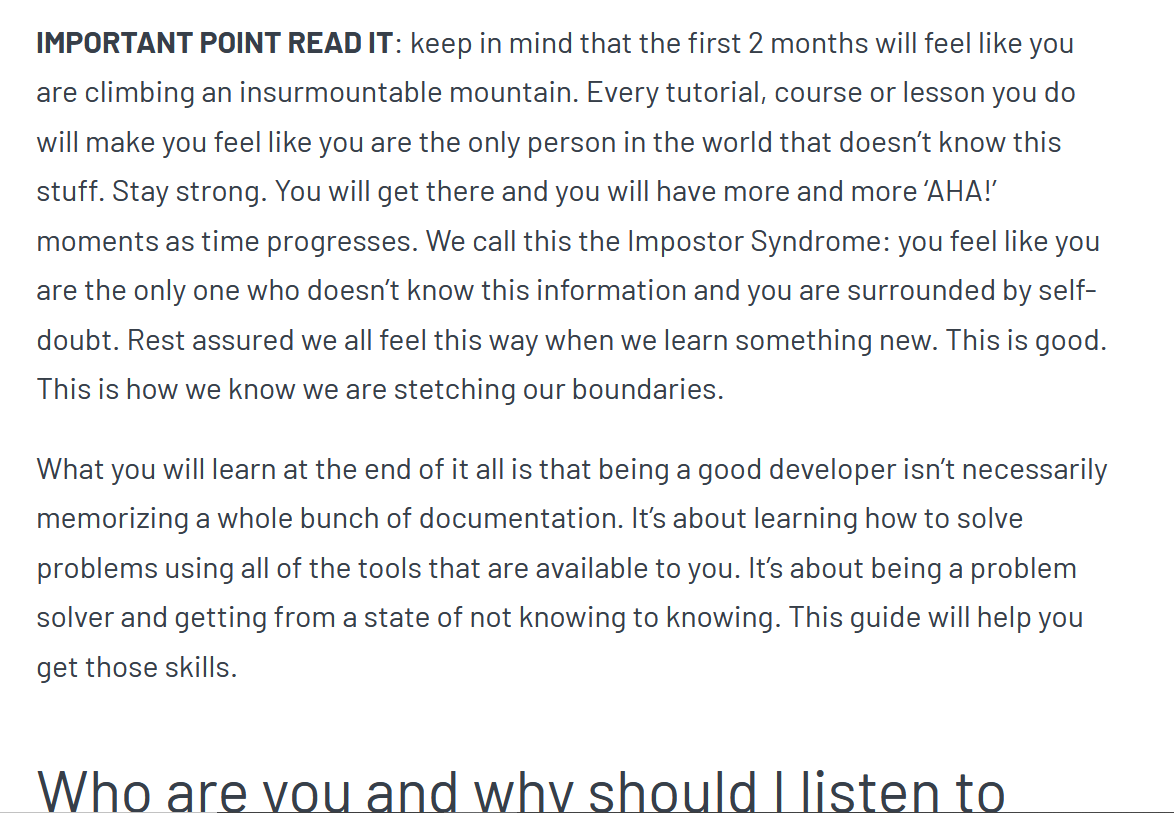 IMPORTANT POINT READ IT: keep in mind that the first 2 months will feel like you
are climbing an insurmountable mountain. Every tutorial, course or lesson you do
will make you feel like you are the only person in the world that doesn’t know this
stuff. Stay strong. You will get there and you will have more and more ‘AHA!’
moments as time progresses. We call this the Impostor Syndrome: you feel like you
are the only one who doesn’t know this information and you are surrounded by self-
doubt. Rest assured we all feel this way when we learn something new. This is good.
This is how we know we are stetching our boundaries.
What you will learn at the end of it all is that being a good developer isn’t necessarily
memorizing a whole bunch of documentation. It’s about learning how to solve
problems using all of the tools that are available to you. It’s about being a problem
solver and getting from a state of not knowing to knowing. This guide will help you
get those skills.
Who are you and why should I listen to